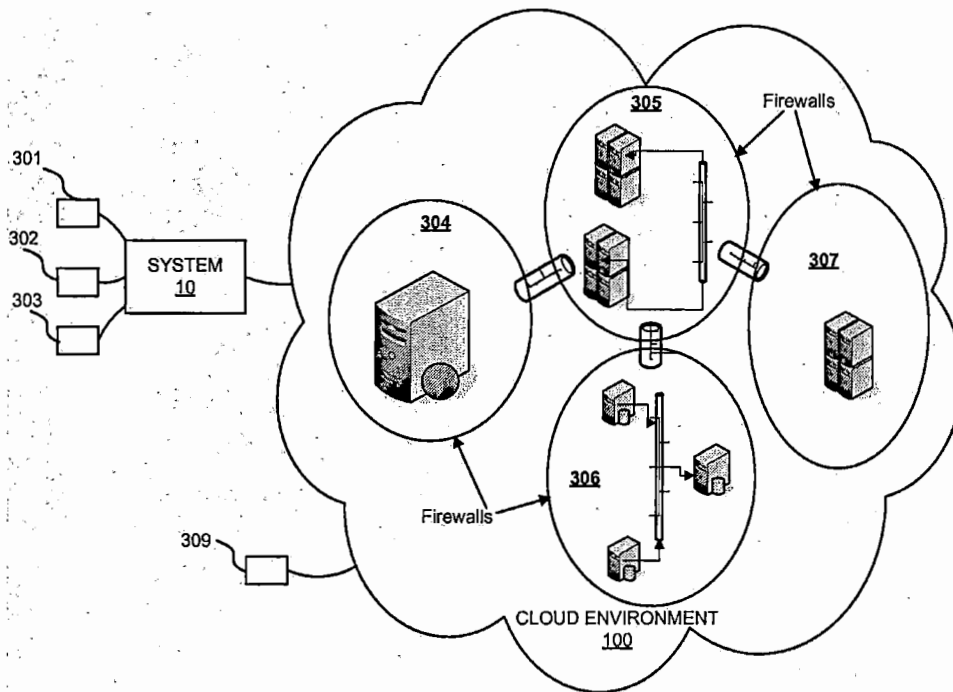 305
Firewalls
301
304
302
SYSTEM
10
307
303
306
Firewalls
309
CLOUD ENVIRONMENT
100